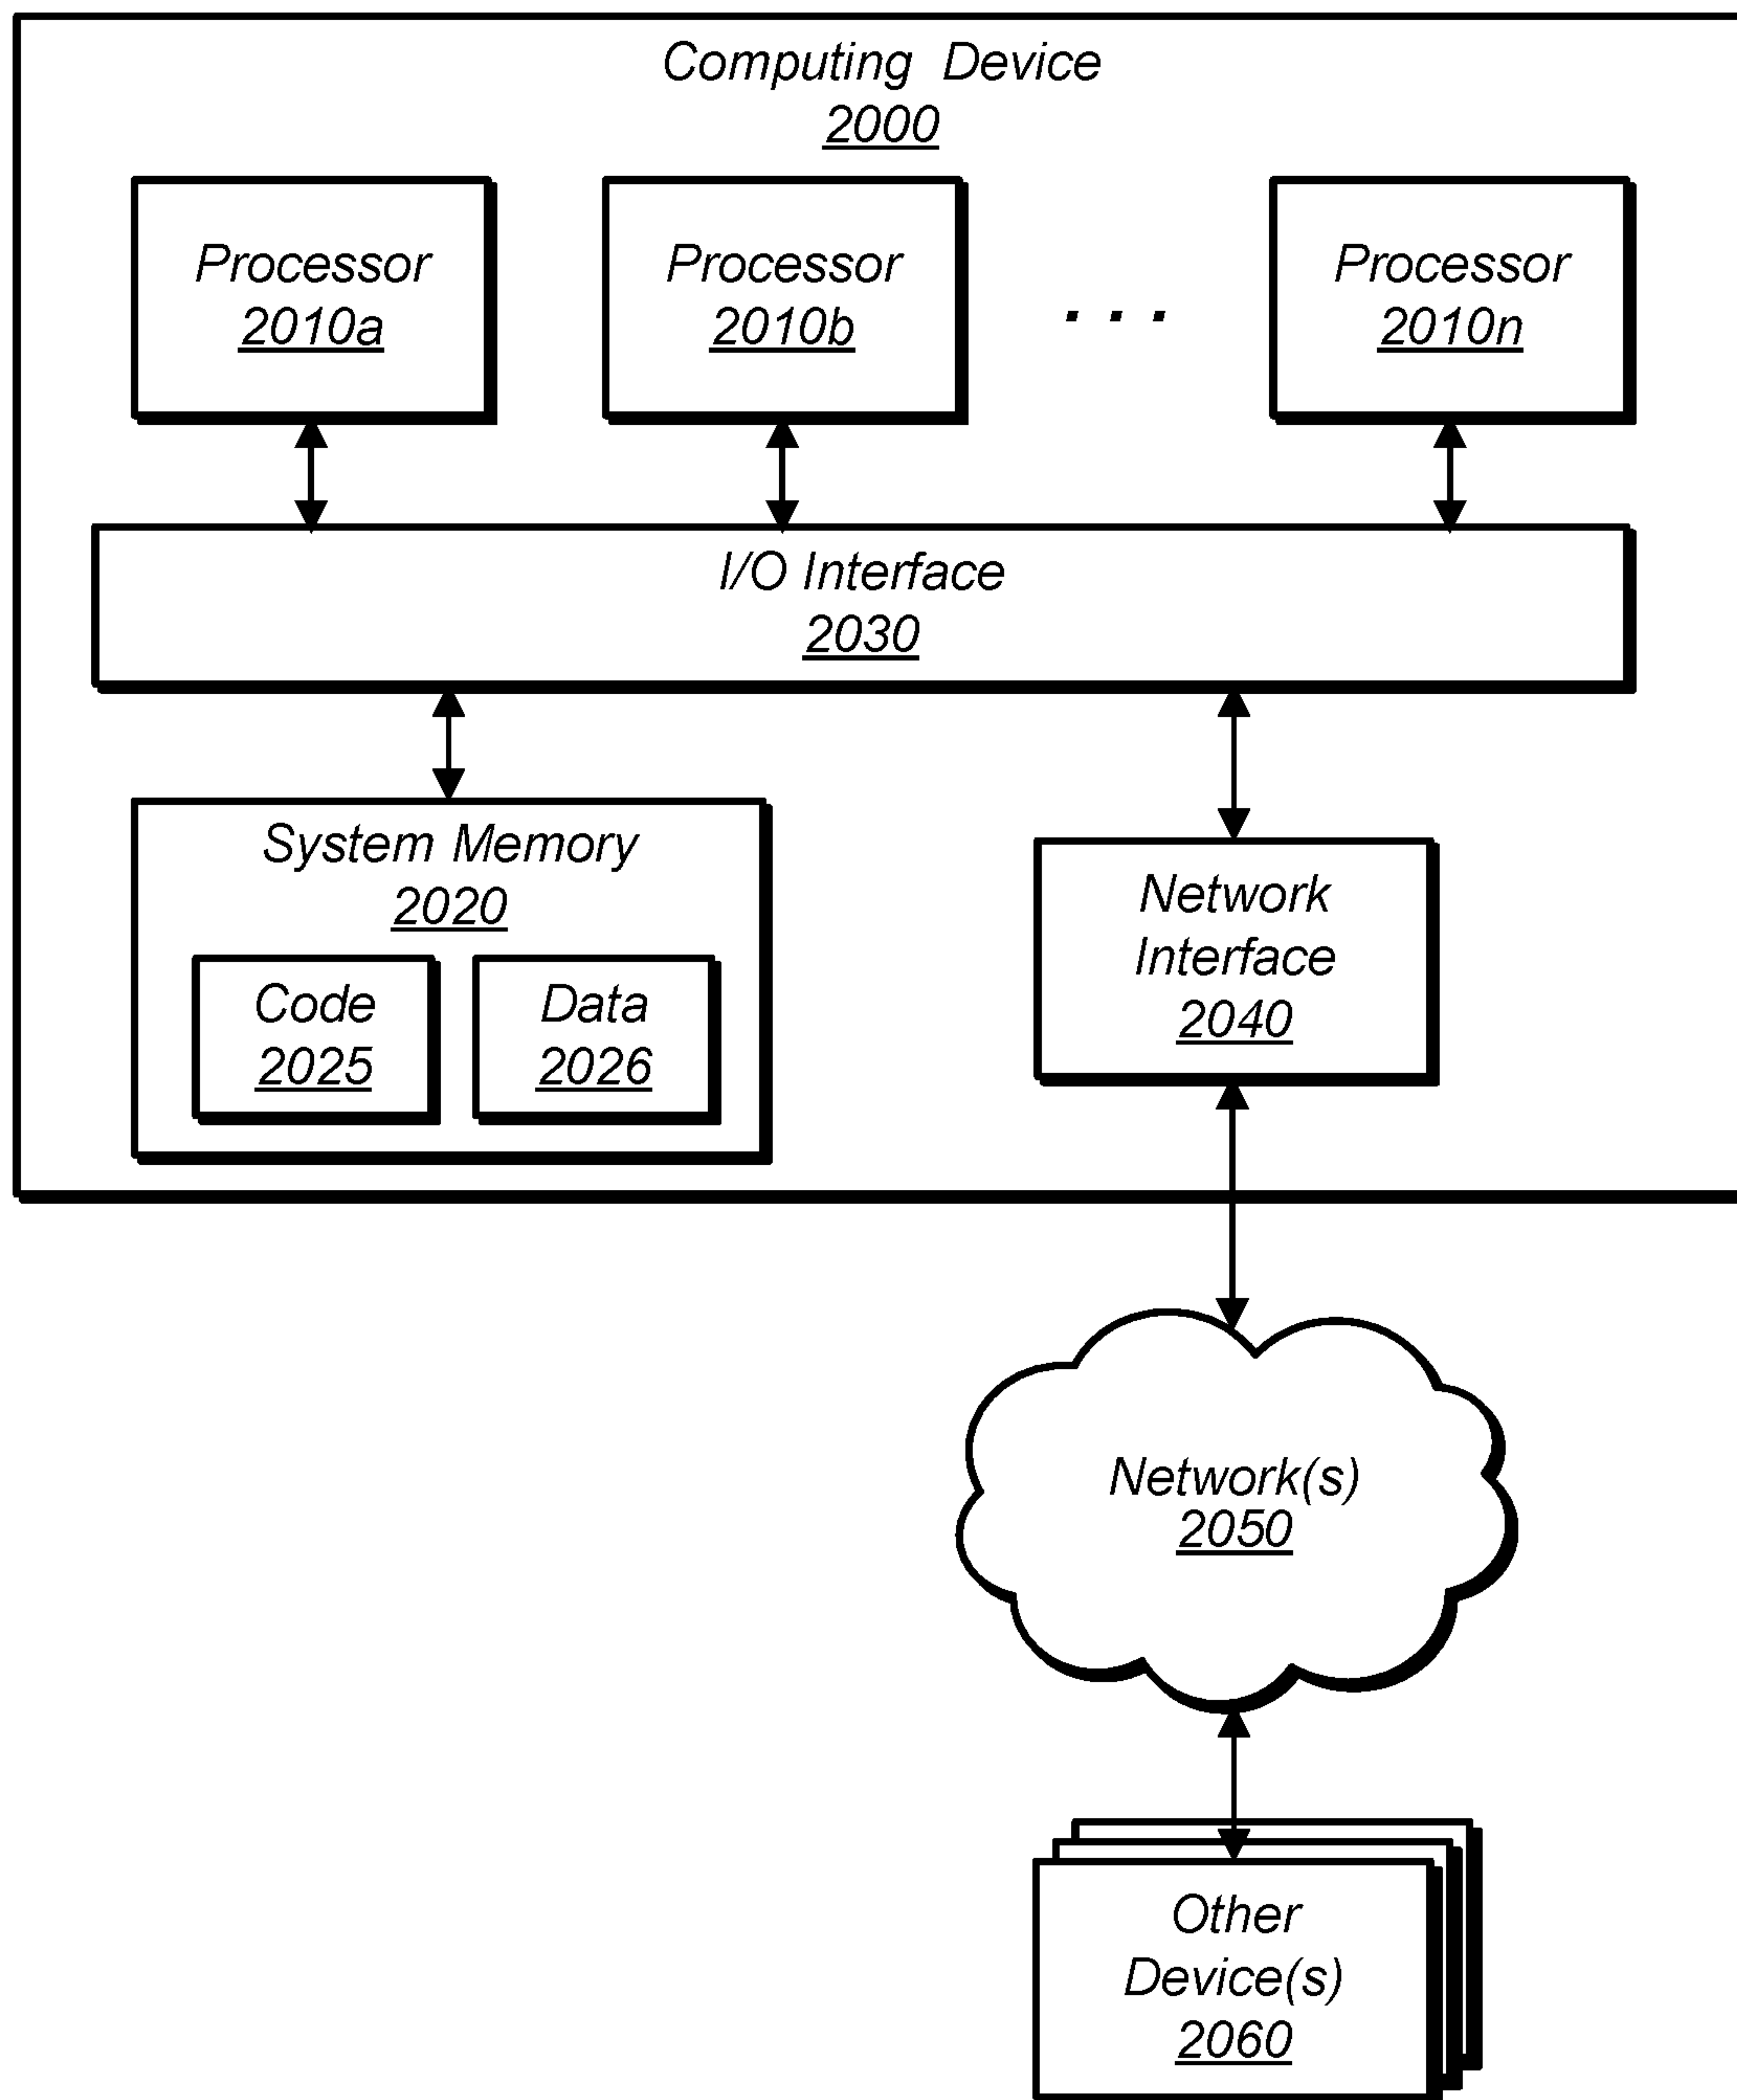 Computing Device
2000
Processor
2010a
Processor
2010b
. . .
Processor
2010n
I/O Interface
2030
System Memory
2020
Code
2025
Data
2026
Network
Interface
2040
Network(s)
2050
Other
Device(s)
2060